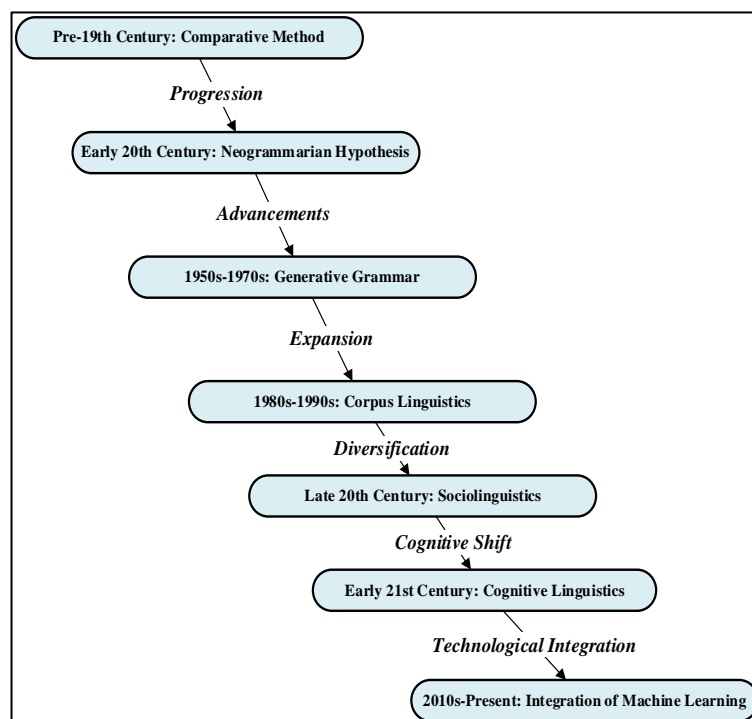 Pre-19th Century: Comparative Method
Progression
Early 20th Century: Neogrammarian Hypothesis
Advancements
1950s-1970s: Generative Grammar
Expansion
1980s-1990s: Corpus Linguistics
Diversification
Late 20th Century: Sociolinguistics
Cognitive Shift
Early 21st Century: Cognitive Linguistics
Technological Integration
2010s-Present: Integration of Machine Learning